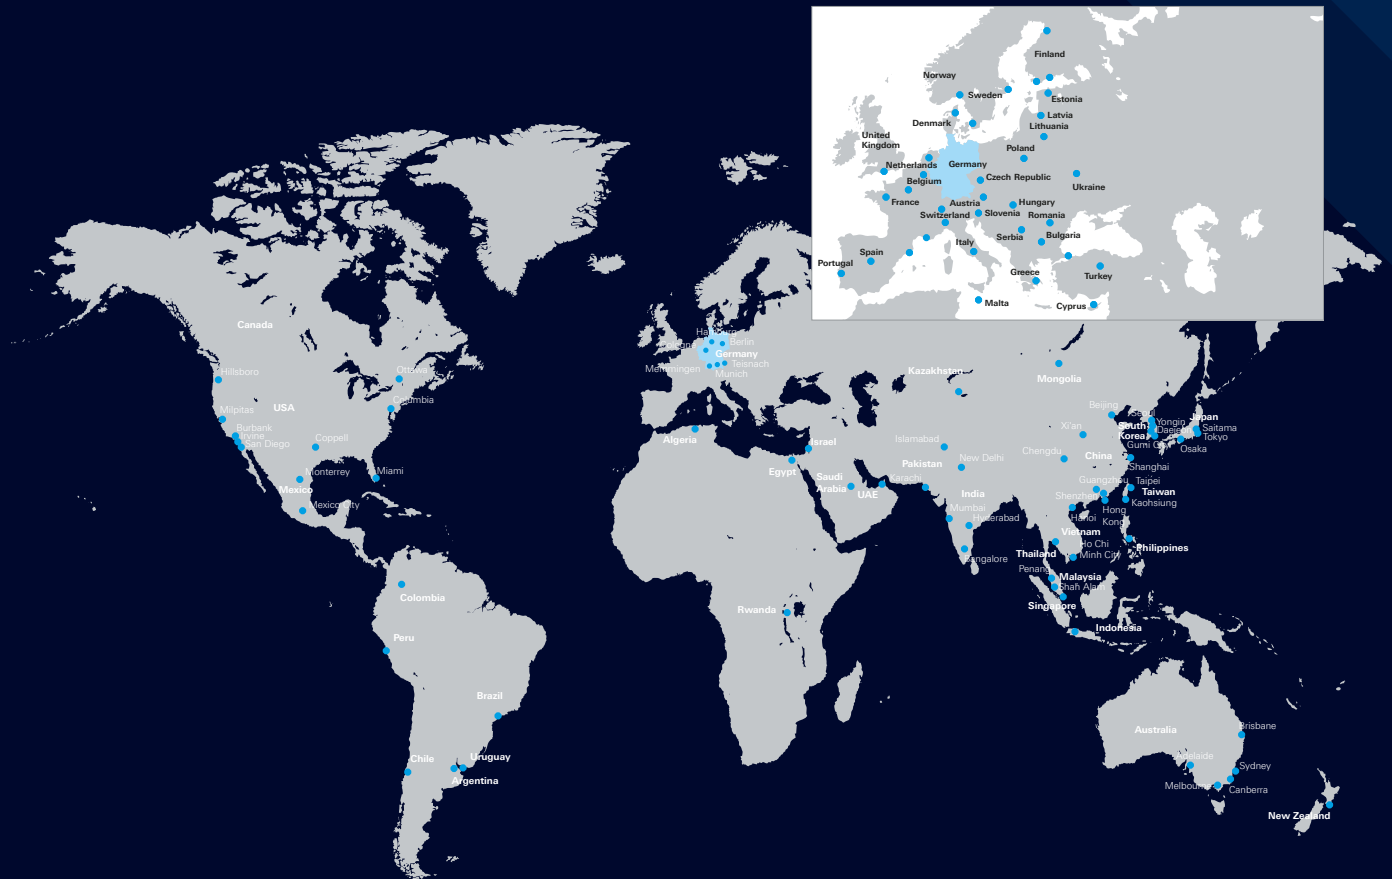 Finland
Norway
Sweden
Estonia
Latvia
Denmark
Lithuania
United
Kingdom
Poland
Netherlands
Germany
Belgium
Czech Republic
Ukraine
France
Austria
Hungary
Switzerland
Slovenia
Romania
Serbia
Bulgaria
Italy
Spain
Portugal
Greece
Turkey
Malta
Cyprus
Canada
Hillsboro
Ottawa
Milpitas
USA
Columbia
Burbank
Irvine
San Diego
Coppell
Monterrey
Miami
Mexico
Mexico City
Colombia
Peru
Brazil
Chile
Uruguay
Argentina
Berlin
Cologne
Germany
Memmingen
Teisnach
Munich
Algeria
Israel
Egypt
Saudi
Arabia
UAE
Rwanda
Kazakhstan
Mongolia
Islamabad
Pakistan
New Delhi
Karachi
India
Mumbai
Hyderabad
Bangalore
Beijing
Seoul
Yongin
South
Korea
Daejeon
Gumi City
Japan
Saitama
Tokyo
Osaka
Xi'an
Chengdu
China
Shanghai
Guangzhou
Taipei
Shenzhen
Taiwan
Kaohsiung
Hong
Kong
Hanoi
Vietnam
Ho Chi
Minh City
Thailand
Philippines
Penang
Malaysia
Shah Alam
Singapore
Indonesia
Australia
Brisbane
Adelaide
Sydney
Melbourne
Canberra
New Zealand